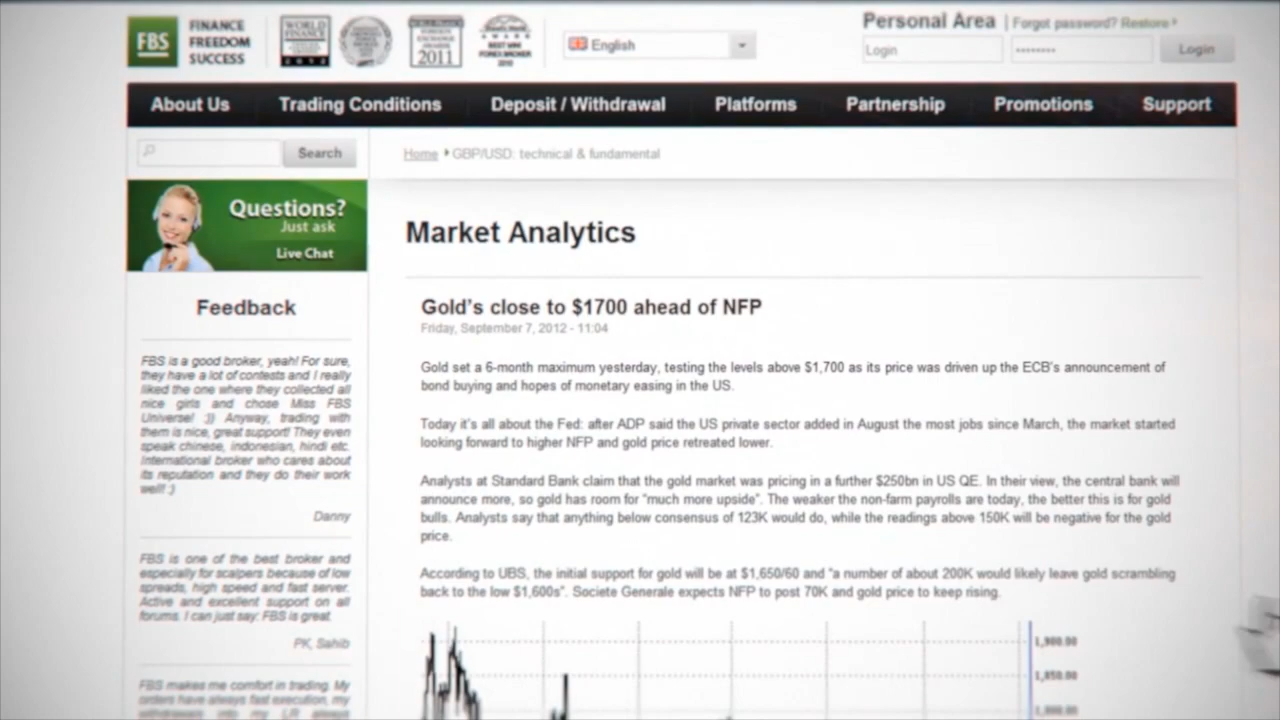 FBS
FINANCE
FREEDOM
SUCCESS
WORLD
FINANCE
2011
BEST MINI
FOREX BROKER
2010
English
Personal Area
Forgot password? Restore
Login
Login
About Us
Trading Conditions
Deposit / Withdrawal
Platforms
Partnership
Promotions
Support
Search
Home
GBP/USD: technical & fundamental
Questions?
Just ask
Live Chat
Market Analytics
Feedback
FBS is a good broker, yeah! For sure,
they have a lot of contests and I really
liked the one where they collected all
nice girls and chose Miss FBS
Universe! :)) Anyway, trading with
them is nice, great support! They even
speak chinese, indonesian, hindi etc.
International broker who cares about
its reputation and they do their work
well! :)
Danny
FBS is one of the best broker and
especially for scalpers because of low
spreads, high speed and fast server.
Active and excellent support on all
forums. I can just say: FBS is great.
PK, Sahib
FBS makes me comfort in trading. My
orders have always fast execution, my
withdrawals into my LR always
Gold's close to $1700 ahead of NFP
Friday, September 7, 2012 - 11:04
Gold set a 6-month maximum yesterday, testing the levels above $1,700 as its price was driven up the ECB's announcement of
bond buying and hopes of monetary easing in the US.
Today it's all about the Fed: after ADP said the US private sector added in August the most jobs since March, the market started
looking forward to higher NFP and gold price retreated lower.
Analysts at Standard Bank claim that the gold market was pricing in a further $250bn in US QE. In their view, the central bank will
announce more, so gold has room for "much more upside". The weaker the non-farm payrolls are today, the better this is for gold
bulls. Analysts say that anything below consensus of 123K would do, while the readings above 150K will be negative for the gold
price.
According to UBS, the initial support for gold will be at $1,650/60 and "a number of about 200K would likely leave gold scrambling
back to the low $1,600s". Societe Generale expects NFP to post 70K and gold price to keep rising.
1,900.00
1,850.00
1,800.00